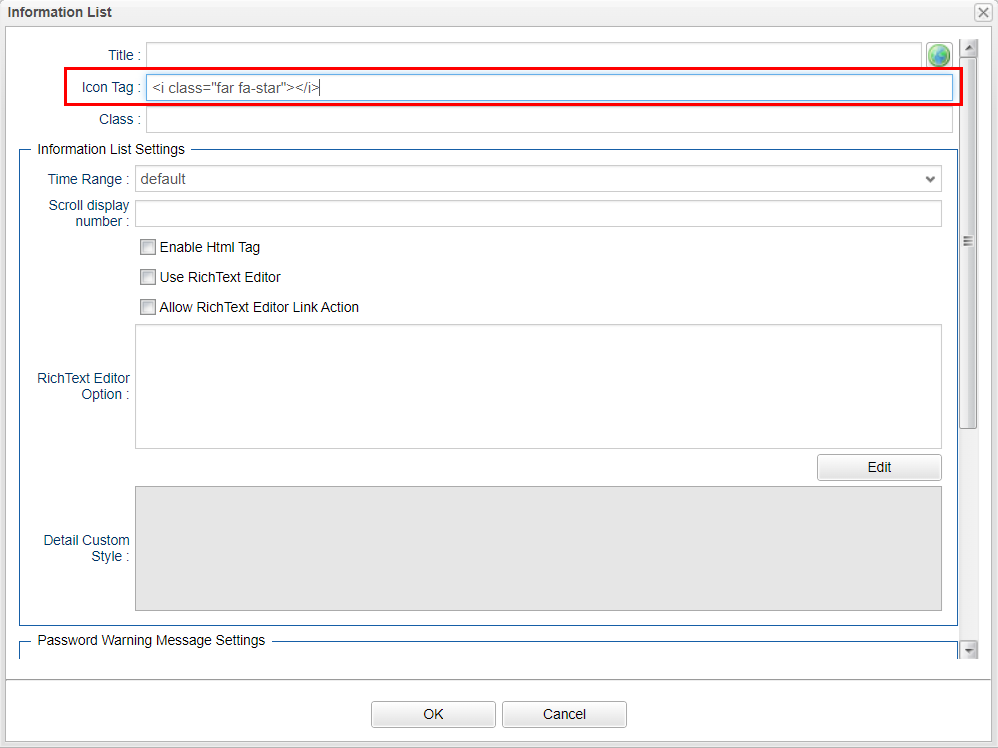 Information List
Title :
Icon Tag : <i class="far fa-star"></i>
Class :
Information List Settings
Time Range : default
Scroll display
number :
Enable Html Tag
Use RichText Editor
Allow RichText Editor Link Action
RichText Editor
Option :
Edit
Detail Custom
Style :
Password Warning Message Settings
OK Cancel